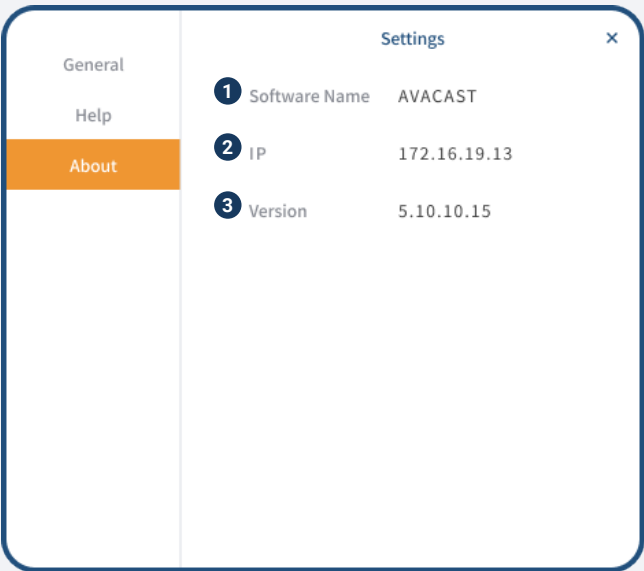 Settings
×
General
Help
About
1 Software Name AVACAST
2 IP 172.16.19.13
3 Version 5.10.10.15